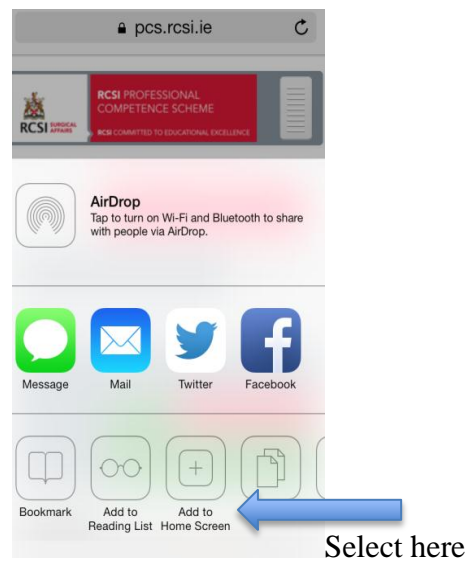 pcs.rcsi.ie
RCSI PROFESSIONAL
COMPETENCE SCHEME
RCSI SURGICAL
AFFAIRS
RCSI COMMITTED TO EDUCATIONAL EXCELLENCE
AirDrop
Tap to turn on Wi-Fi and Bluetooth to share
with people via AirDrop.
Message Mail Twitter Facebook
Bookmark Add to Add to
Reading List Home Screen
Select here